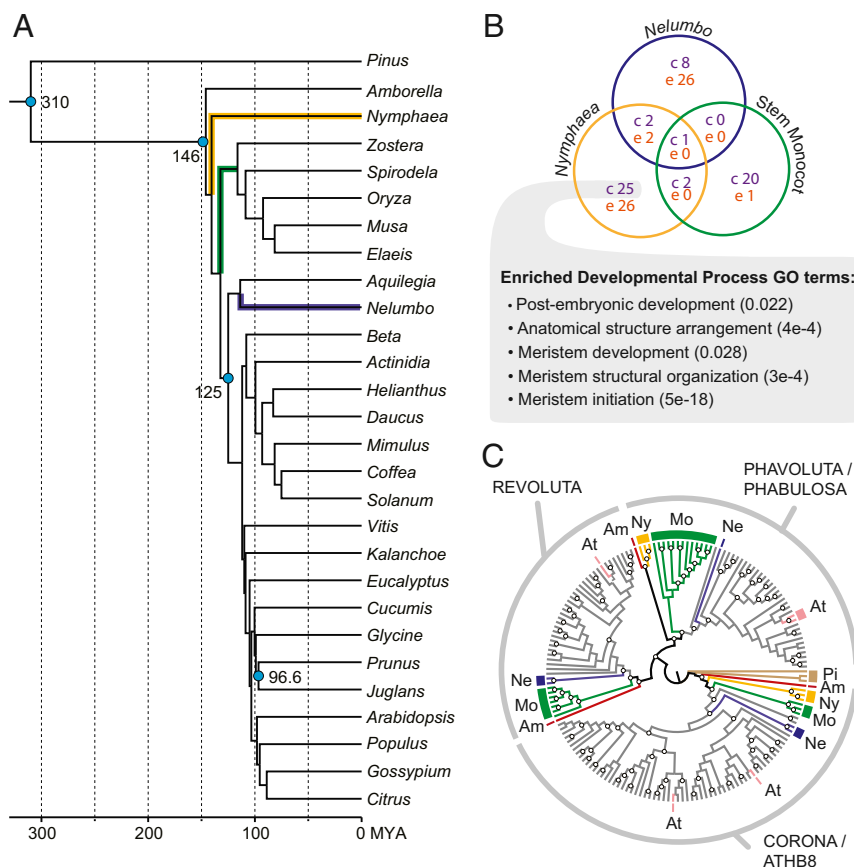 A
Pinus
310
Amborella
Nymphaea
146
Zostera
Spirodela
Oryza
Musa
Elaeis
Aquilegia
Nelumbo
Beta
125
Actinidia
Helianthus
Daucus
Mimulus
Coffea
Solanum
Vitis
Kalanchoe
Eucalyptus
Cucumis
Glycine
Prunus
96.6
Juglans
Arabidopsis
Populus
Gossypium
Citrus
300 200 100 0 MYA
B
Nelumbo
Nymphaea
Stem Monocot
c 8
e 26
c 2
e 2
c 0
e 0
c 1
e 0
c 25
e 26
c 2
e 0
c 20
e 1
Enriched Developmental Process GO terms:
• Post-embryonic development (0.022)
• Anatomical structure arrangement (4e-4)
• Meristem development (0.028)
• Meristem structural organization (3e-4)
• Meristem initiation (5e-18)
C
REVOLUTA
PHAVOLUTA /
PHABULOSA
At
Am
Ny
Mo
Ne
At
Pi
Am
Ny
Mo
Ne
Ne
Mo
Am
At
At
CORONA /
ATHB8